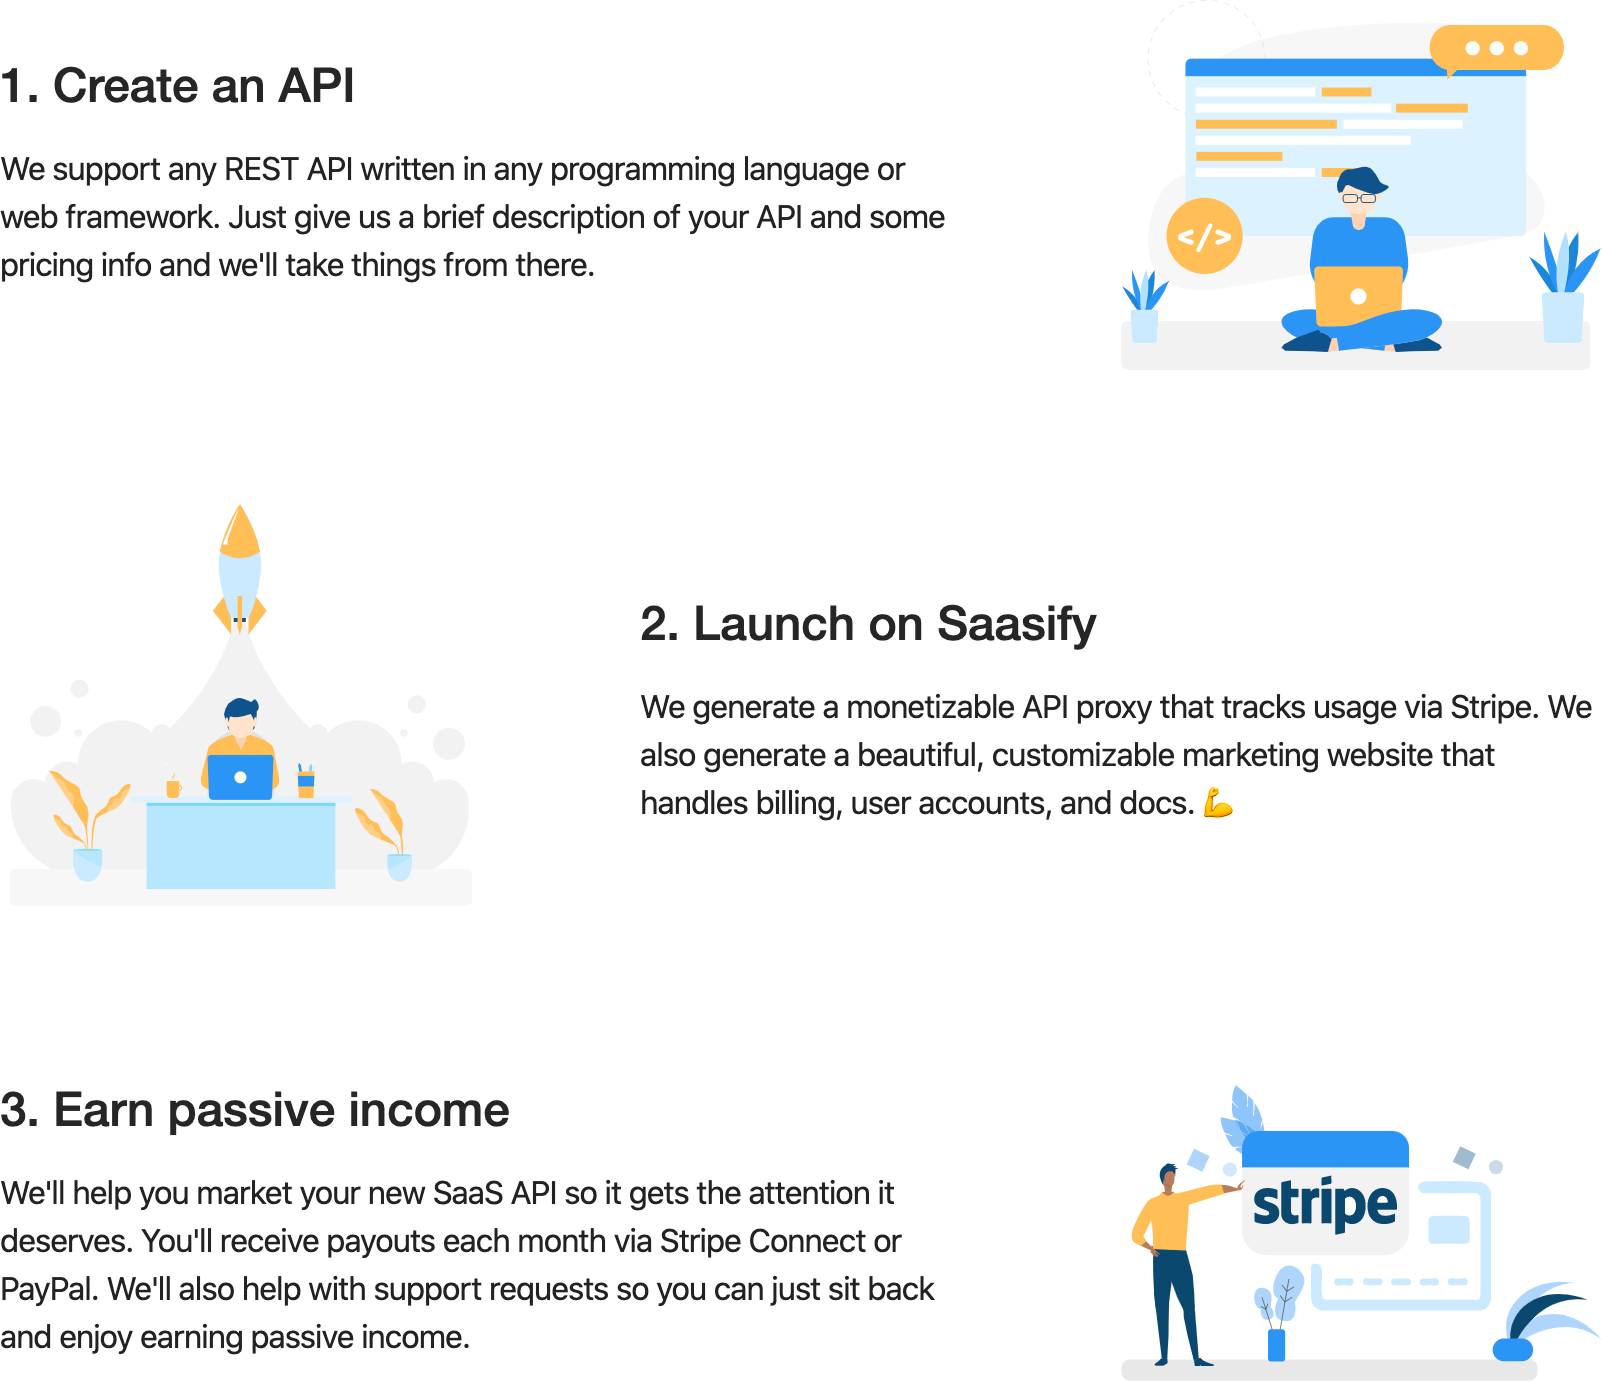 1. Create an API
We support any REST API written in any programming language or
web framework. Just give us a brief description of your API and some
pricing info and we'll take things from there.
</>
2. Launch on Saasify
We generate a monetizable API proxy that tracks usage via Stripe. We
also generate a beautiful, customizable marketing website that
handles billing, user accounts, and docs. 💪
3. Earn passive income
We'll help you market your new SaaS API so it gets the attention it
deserves. You'll receive payouts each month via Stripe Connect or
PayPal. We'll also help with support requests so you can just sit back
and enjoy earning passive income.
stripe